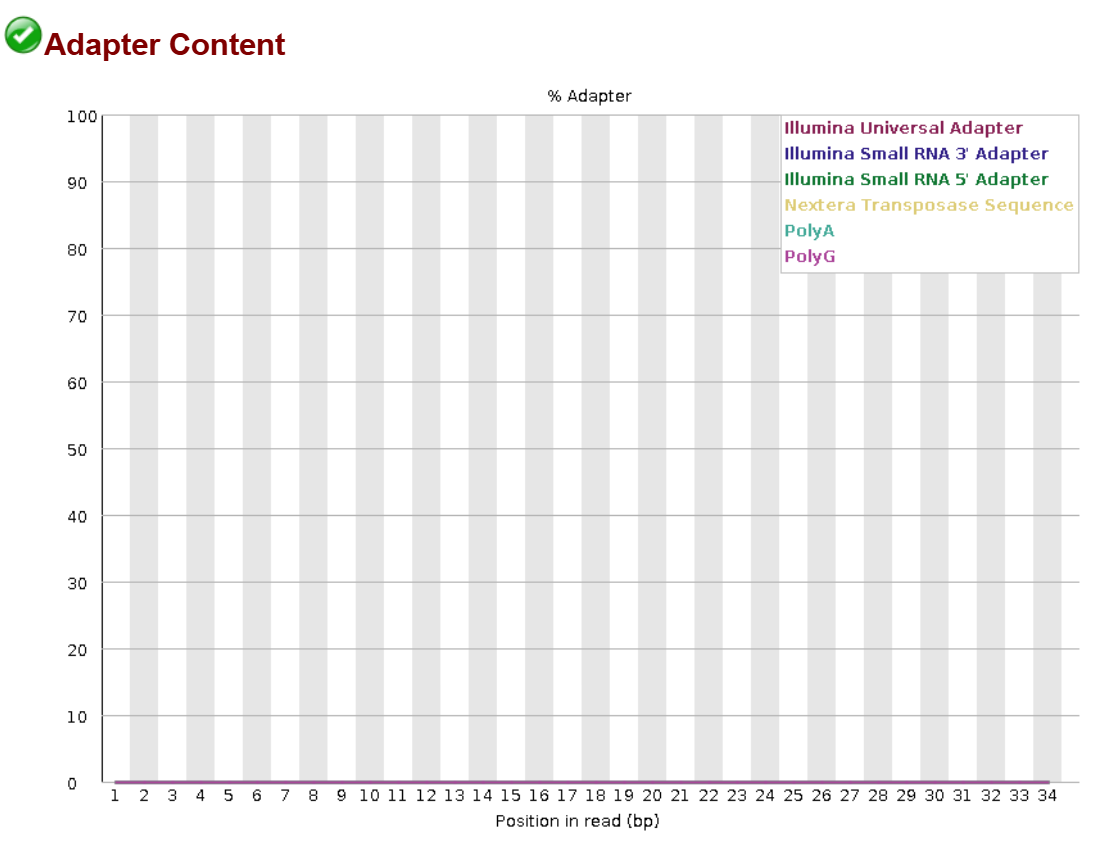 Adapter Content
% Adapter
100
90
80
70
60
50
40
30
20
10
0
Illumina Universal Adapter
Illumina Small RNA 3' Adapter
Illumina Small RNA 5' Adapter
Nextera Transposase Sequence
PolyA
PolyG
1 2 3 4 5 6 7 8 9 10 11 12 13 14 15 16 17 18 19 20 21 22 23 24 25 26 27 28 29 30 31 32 33 34
Position in read (bp)